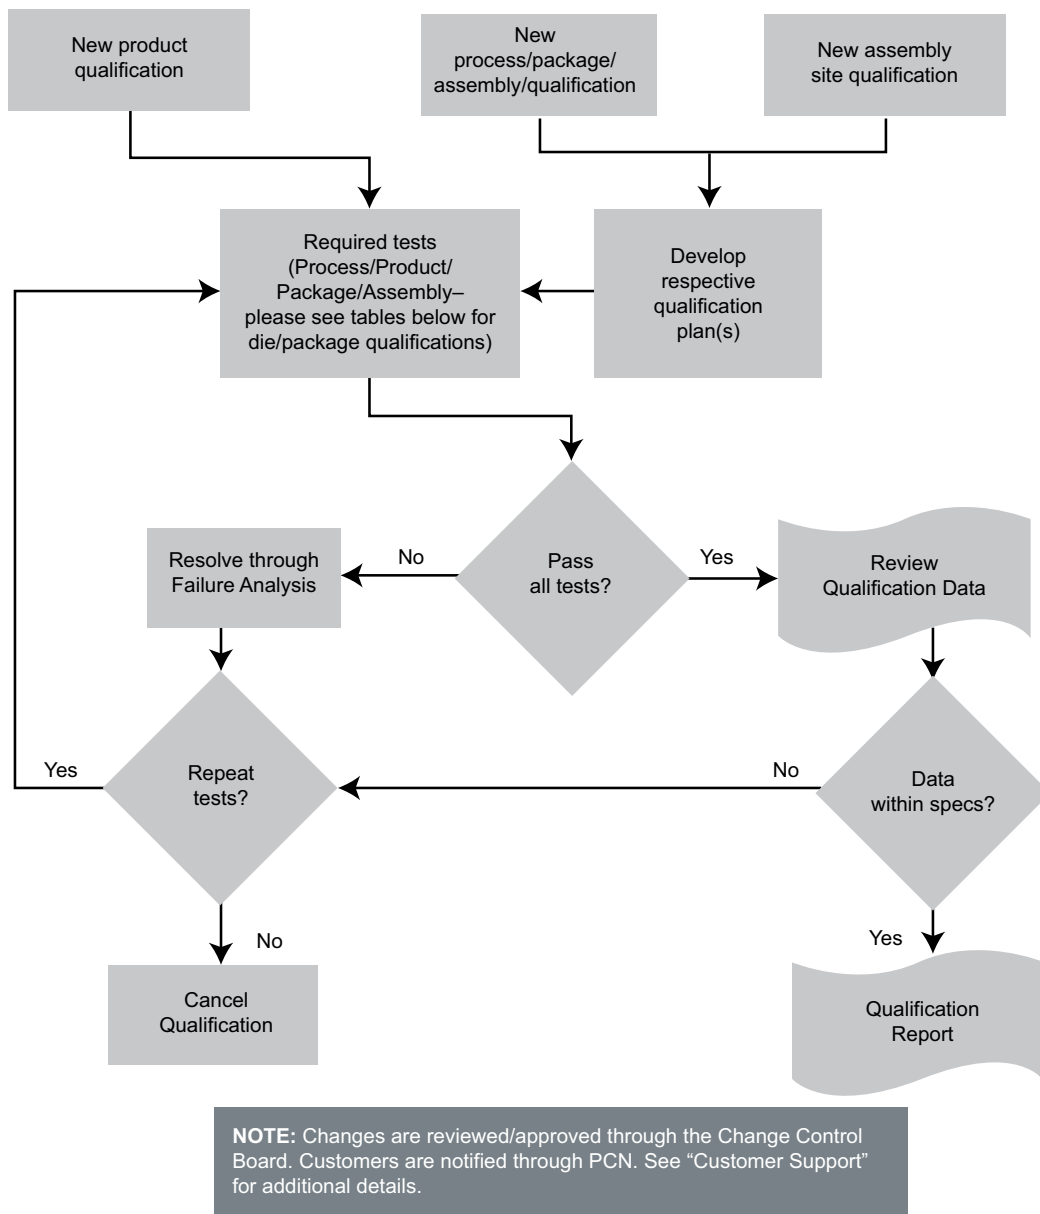 New product
qualification
New
process/package/
assembly/qualification
New assembly
site qualification
Required tests
(Process/Product/
Package/Assembly–
please see tables below for
die/package qualifications)
Develop
respective
qualification
plan(s)
Resolve through
Failure Analysis
No
Pass
all tests?
Yes
Review
Qualification Data
Yes
Repeat
tests?
No
Data
within specs?
No
Yes
Cancel
Qualification
Qualification
Report
NOTE: Changes are reviewed/approved through the Change Control
Board. Customers are notified through PCN. See “Customer Support”
for additional details.